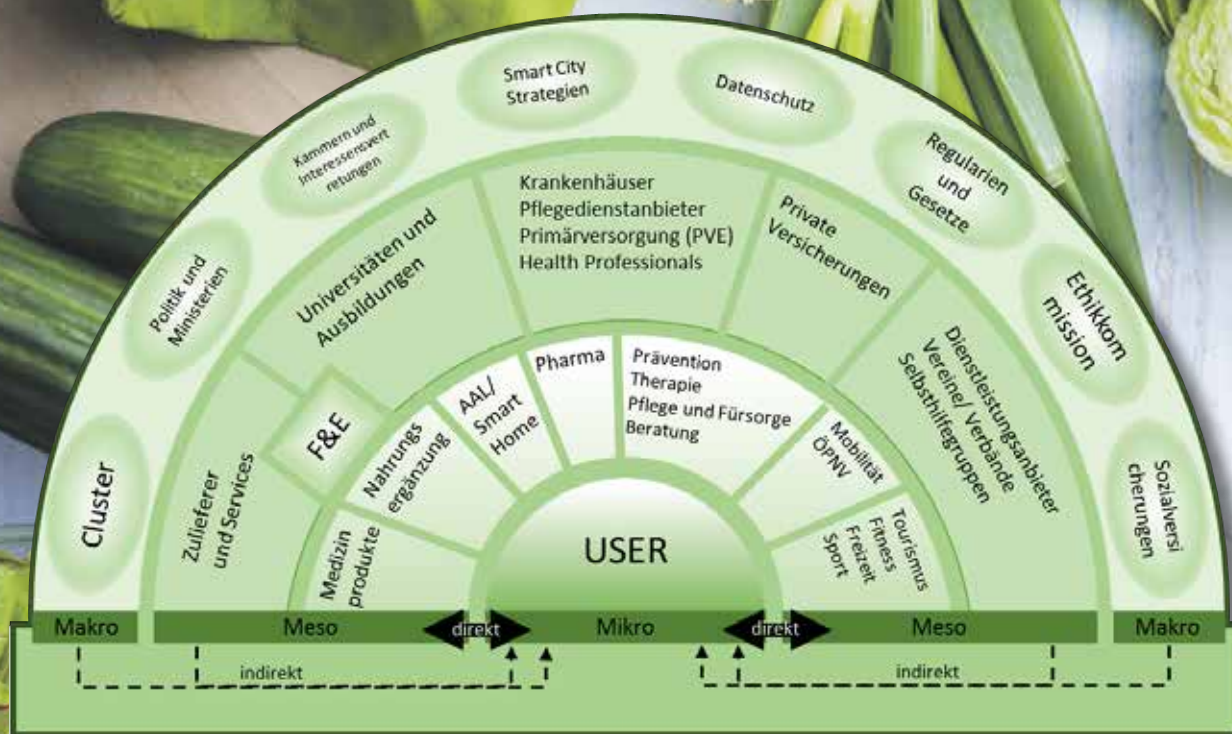 Smart City
Strategien
Datenschutz
Kammern und
Interessensvert
retungen
Regularien
und
Gesetze
Politik und
Ministerien
Ethikkom
mission
Cluster
Sozialversi
cherungen
Zulieferer
und Services
Universitäten und
Ausbildungen
Krankenhäuser
Pflegedienstanbieter
Primärversorgung (PVE)
Health Professionals
Private
Versicherungen
Dienstleistungsanbieter
Vereine/ Verbände
Selbsthilfegruppen
F&E
Medizin
produkte
Nahrungs
ergänzung
AAL/
Smart
Home
Pharma
Prävention
Therapie
Pflege und Fürsorge
Beratung
Mobilität
ÖPNV
Tourismus
Fitness
Freizeit
Sport
USER
Makro Meso direkt Mikro direkt Meso Makro
indirekt indirekt